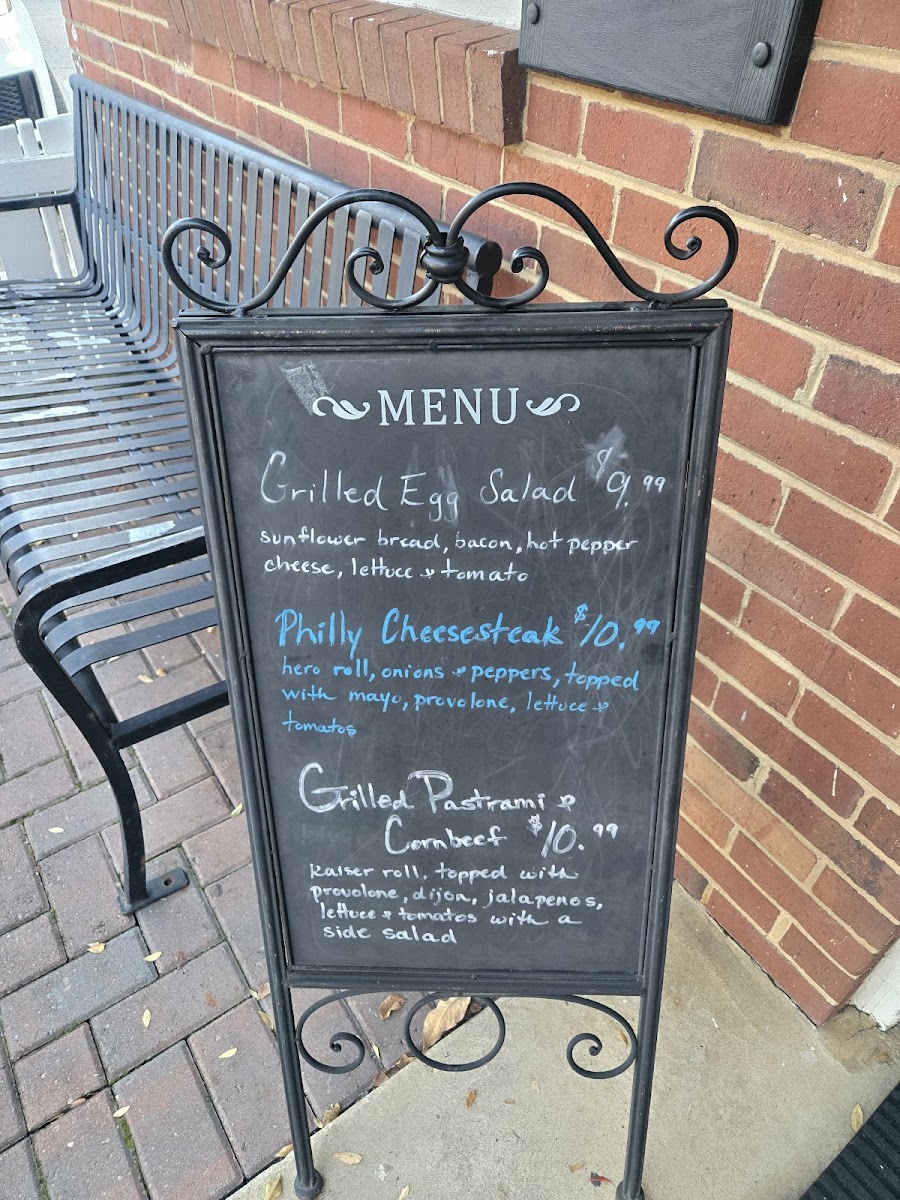 MENU
Grilled Egg Salad $9.99
sunflower bread, bacon, hot pepper
cheese, lettuce & tomato
Philly Cheesesteak $10.99
hero roll, onions & peppers, topped
with mayo, provolone, lettuce &
tomatos
Grilled Pastrami &
Cornbeef $10.99
kaiser roll, topped with
provolone, dijon, jalapenos,
lettuce & tomatos with a
side salad